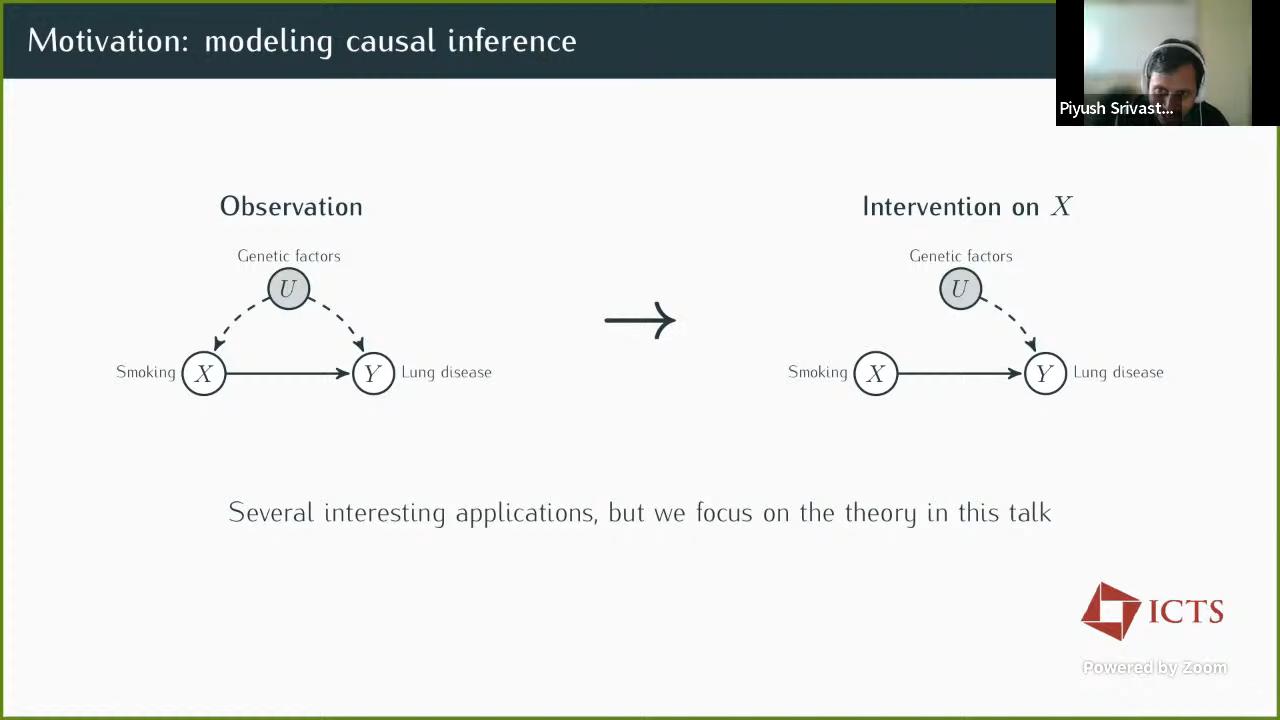 Motivation: modeling causal inference
Piyush Srivast...
Observation
Intervention on X
Genetic factors
Genetic factors
U
U
Smoking X Y Lung disease
Smoking X Y Lung disease
Several interesting applications, but we focus on the theory in this talk
ICTS
Powered by Zoom